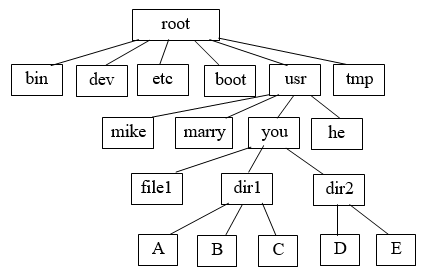 root
bin dev etc boot usr tmp
mike marry you he
file1 dir1 dir2
A B C D E